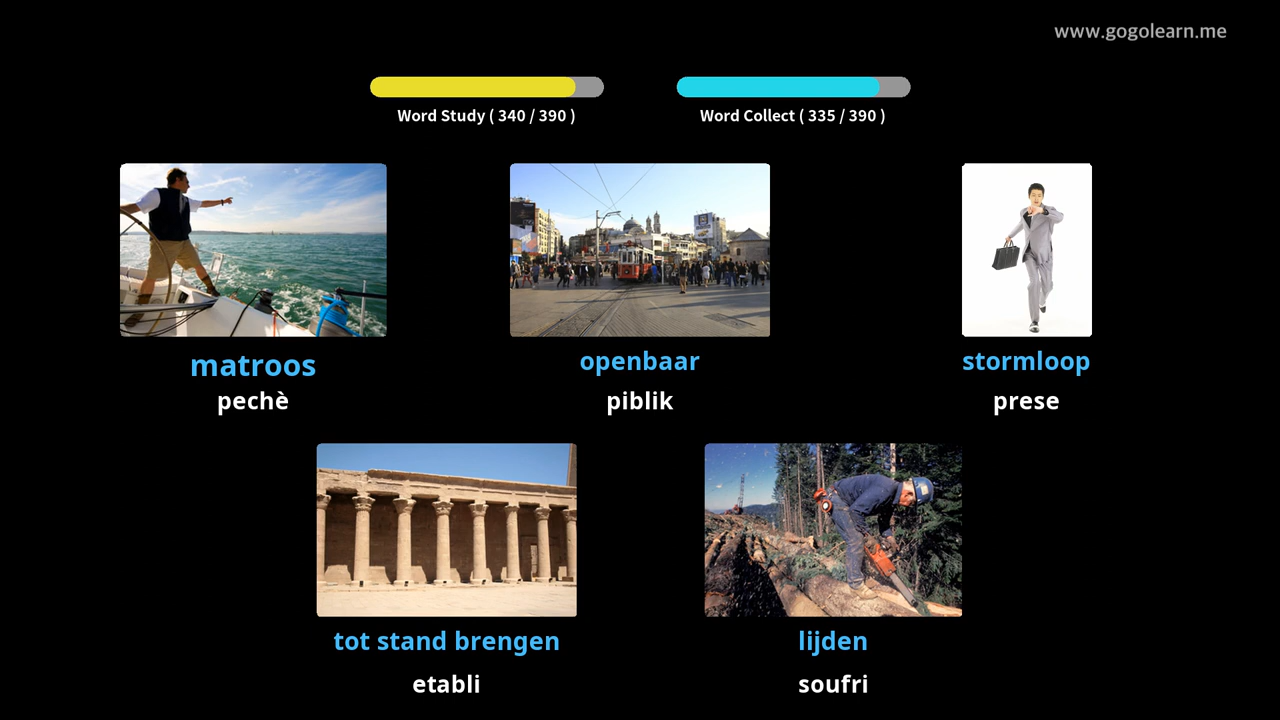 www.gogolearn.me
Word Study ( 340 / 390 )
Word Collect ( 335 / 390 )
matroos
openbaar
stormloop
pechè
piblik
prese
tot stand brengen
lijden
etabli
soufri